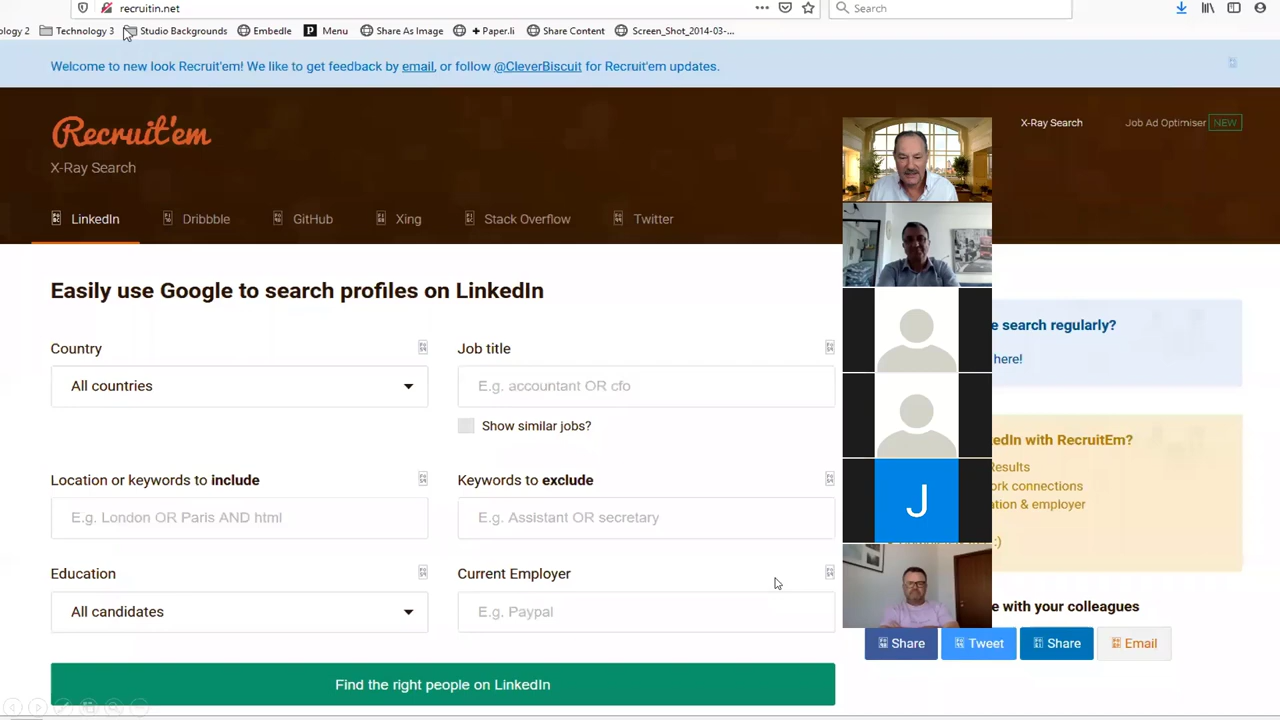 recruitin.net
Search
ology 2
Technology 3
Studio Backgrounds
Embedle
Menu
Share As Image
+ Paper.li
Share Content
Screen_Shot_2014-03-...
Welcome to new look Recruit'em! We like to get feedback by email, or follow @CleverBiscuit for Recruit'em updates.
Recruit'em
X-Ray Search
X-Ray Search
Job Ad Optimiser NEW
LinkedIn
Dribbble
GitHub
Xing
Stack Overflow
Twitter
Easily use Google to search profiles on LinkedIn
Country
Job title
All countries
E.g. accountant OR cfo
Show similar jobs?
Location or keywords to include
Keywords to exclude
E.g. London OR Paris AND html
E.g. Assistant OR secretary
Education
Current Employer
All candidates
E.g. Paypal
Find the right people on LinkedIn
J
e search regularly?
here!
edIn with RecruitEm?
Results
ork connections
ation & employer
:)
e with your colleagues
Share
Tweet
Share
Email